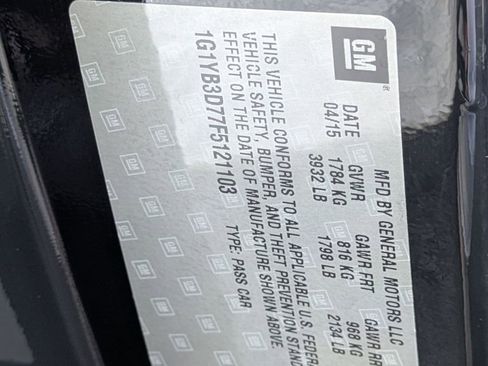 GM
MFD BY GENERAL MOTORS LLC
DATE GVWR GAWR FRT GAWR RR
04/15 1784 KG 816 KG 968 KG
3932 LB 1798 LB 2134 LB
THIS VEHICLE CONFORMS TO ALL APPLICABLE U.S. FEDER
VEHICLE SAFETY, BUMPER, AND THEFT PREVENTION STAND
EFFECT ON THE DATE OF MANUFACTURE SHOWN ABOVE.
1G1YB3D77F5121103 TYPE: PASS CAR